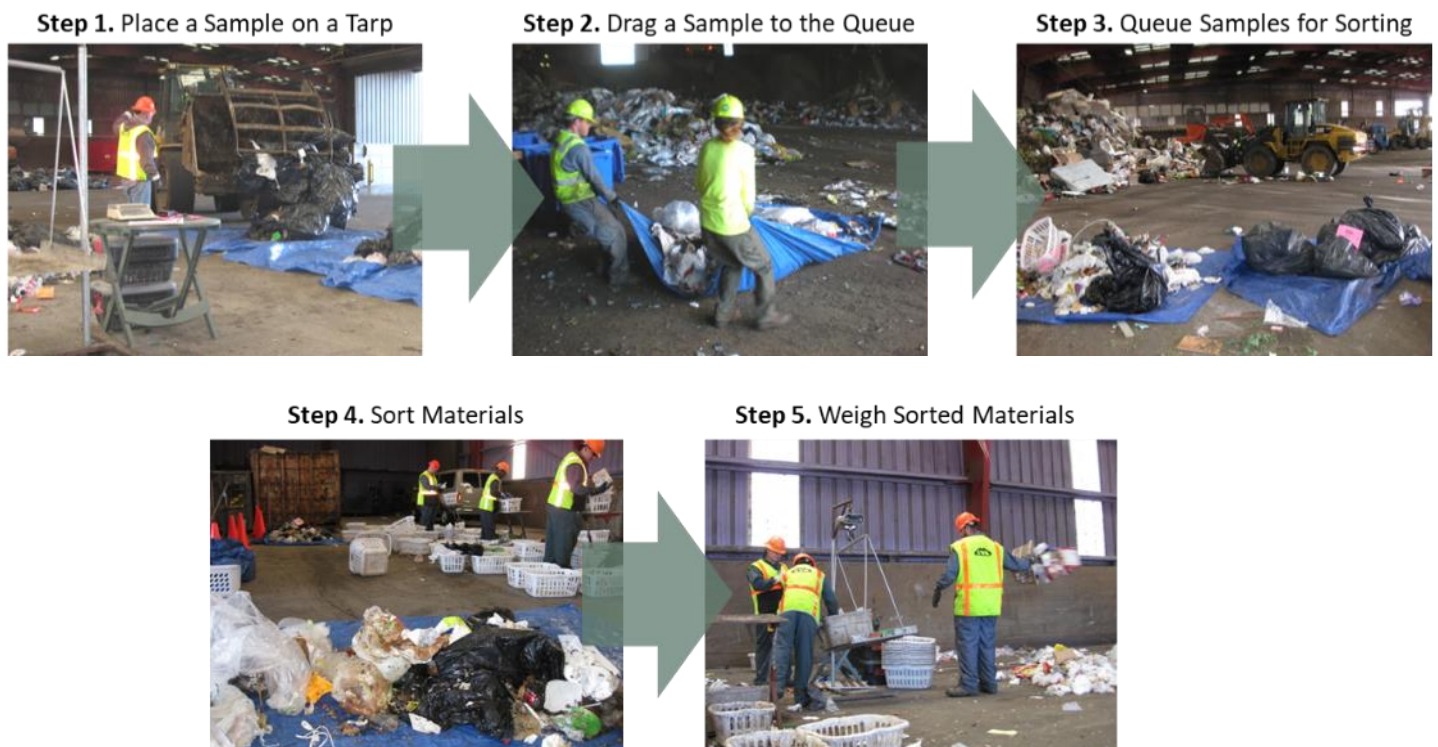 Step 1. Place a Sample on a Tarp
Step 2. Drag a Sample to the Queue
Step 3. Queue Samples for Sorting
Step 4. Sort Materials
Step 5. Weigh Sorted Materials